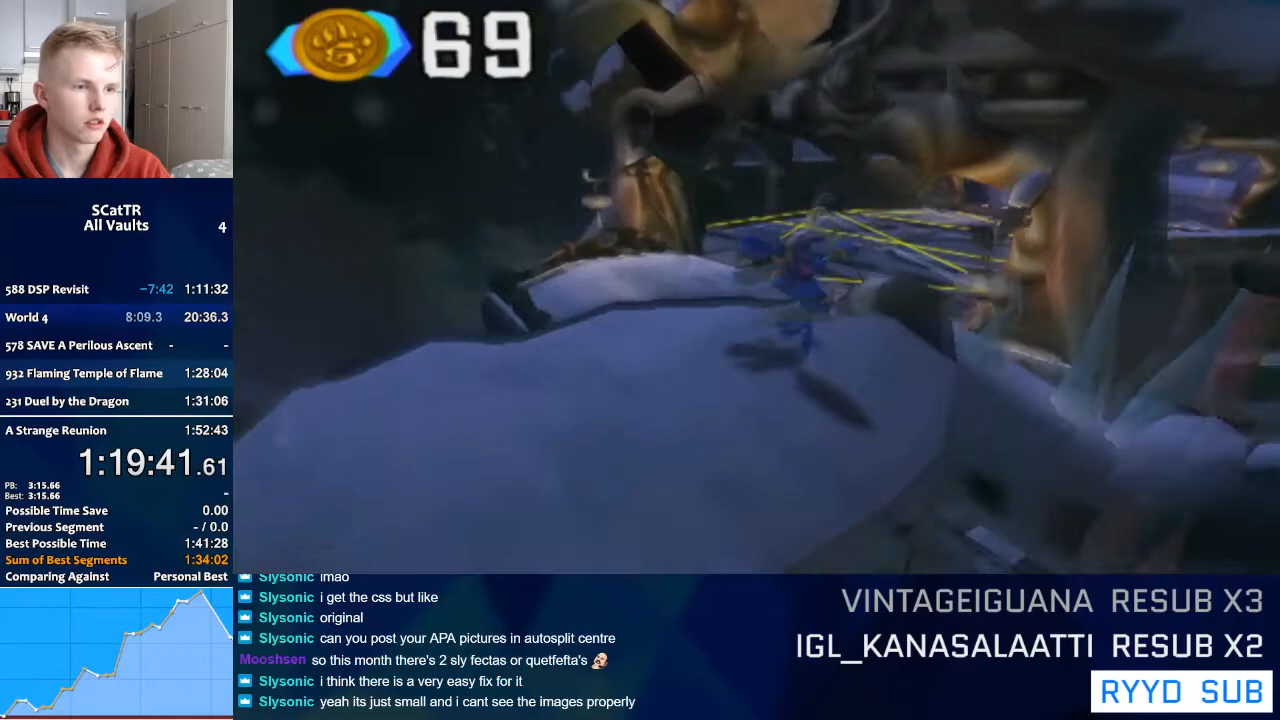 69
SCatTR
All Vaults
4
588 DSP Revisit -7:42 1:11:32
World 4 8:09.3 20:36.3
578 SAVE A Perilous Ascent - -
932 Flaming Temple of Flame 1:28:04
231 Duel by the Dragon 1:31:06
A Strange Reunion 1:52:43
1:19:41.61
PB: 3:15.66
Best: 3:15.66 -
Possible Time Save 0.00
Previous Segment - / 0.0
Best Possible Time 1:41:28
Sum of Best Segments 1:34:02
Comparing Against Personal Best
Slysonic lmao
Slysonic i get the css but like
Slysonic original
Slysonic can you post your APA pictures in autosplit centre
Mooshsen so this month there's 2 sly fectas or quetfefta's
Slysonic i think there is a very easy fix for it
Slysonic yeah its just small and i cant see the images properly
VINTAGEIGUANA RESUB X3
IGL_KANASALAATTI RESUB X2
RYYD SUB